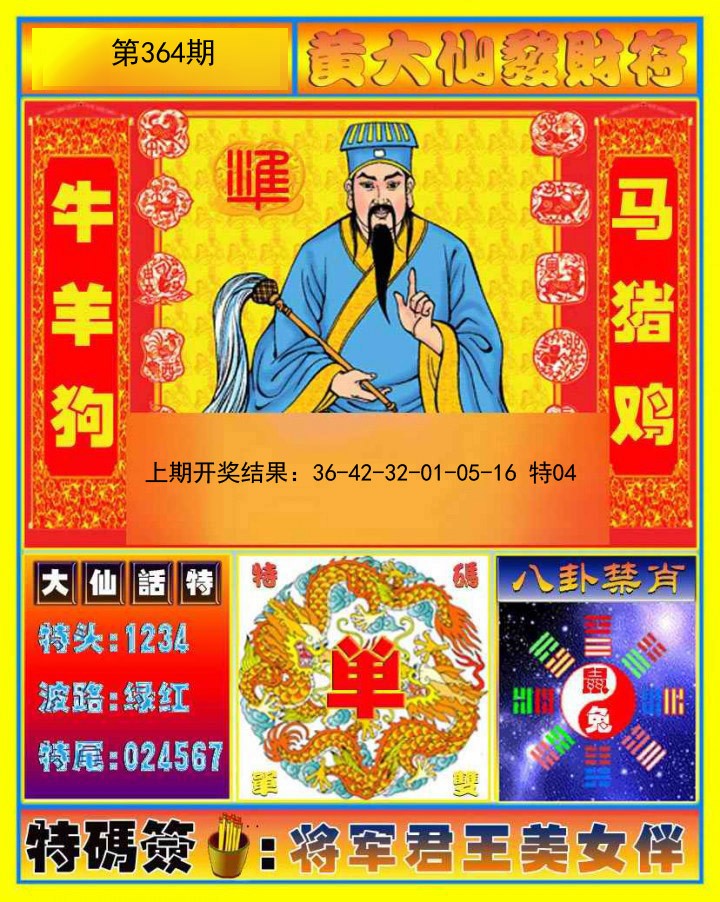 第364期
黄大仙發財符
牛羊狗
马猪鸡
上期开奖结果：36-42-32-01-05-16 特04
大仙話特
特头:1234
波路:绿红
特尾:024567
特 碼
单
單 雙
八卦禁肖
鼠
兔
特碼簽:将军君王美女伴